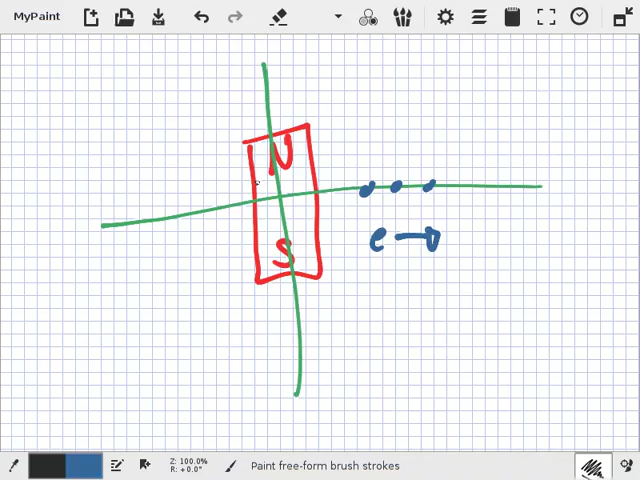 MyPaint
N
S
e
Z: 100.0%
R: +0.0°
Paint free-form brush strokes